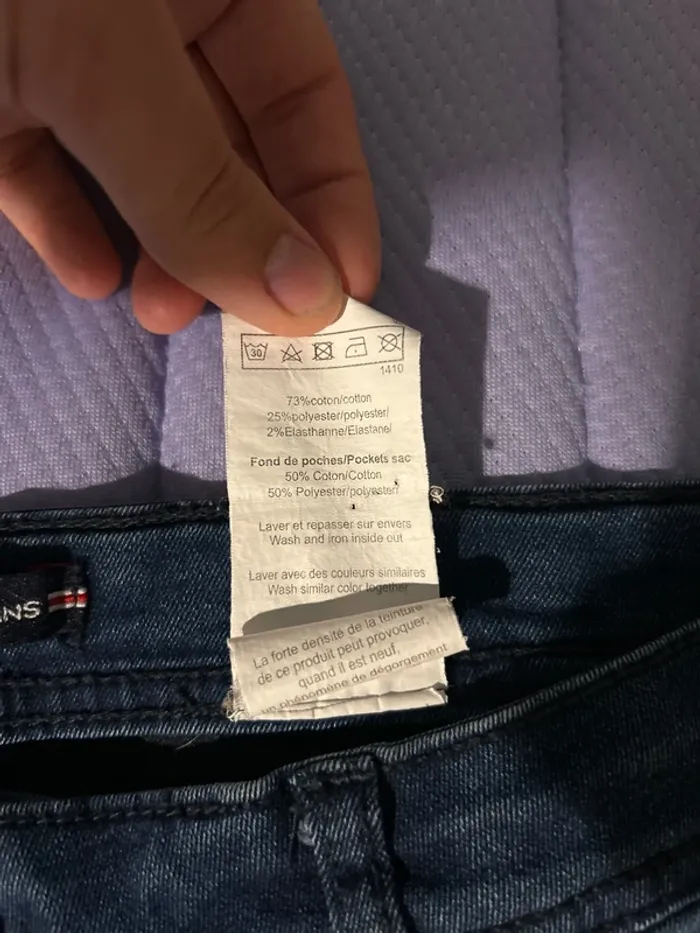 30
1410
73%coton/cotton
25%polyester/polyester/
2%Elasthanne/Elastane/
Fond de poches/Pockets sac
50% Coton/Cotton
50% Polyester/polyester/
Laver et repasser sur envers
Wash and iron inside out
Laver avec des couleurs similaires
Wash similar color together
La forte densité de la teinture
de ce produit peut provoquer,
quand il est neuf,
un phénomène de dégorgement
NS